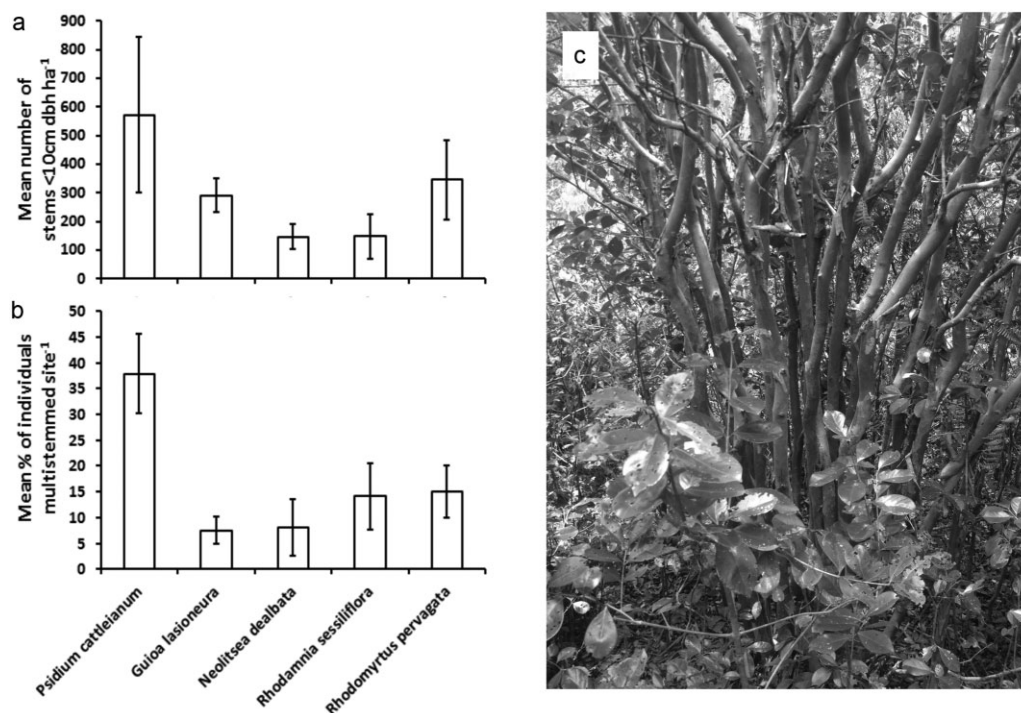 a
900
800
700
600
500
400
300
200
100
0
Mean number of
stems <10cm dbh ha-1
b
50
45
40
35
30
25
20
15
10
5
0
Mean % of individuals
multistemmed site-1
Psidium cattleianum
Guioa lasioneura
Neolitsea dealbata
Rhodamnia sessiliflora
Rhodomyrtus pervagata
c